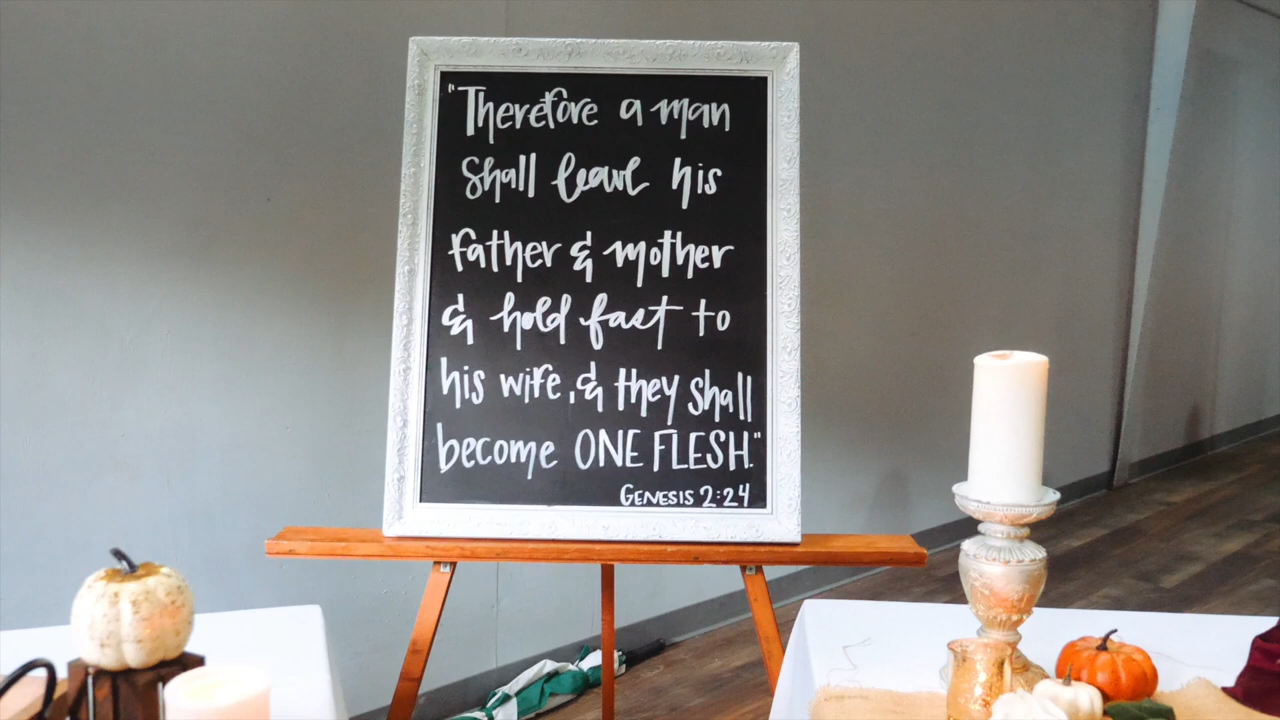 "Therefore a man
shall leave his
father & mother
& hold fast to
his wife, & they shall
become ONE FLESH."
GENESIS 2:24